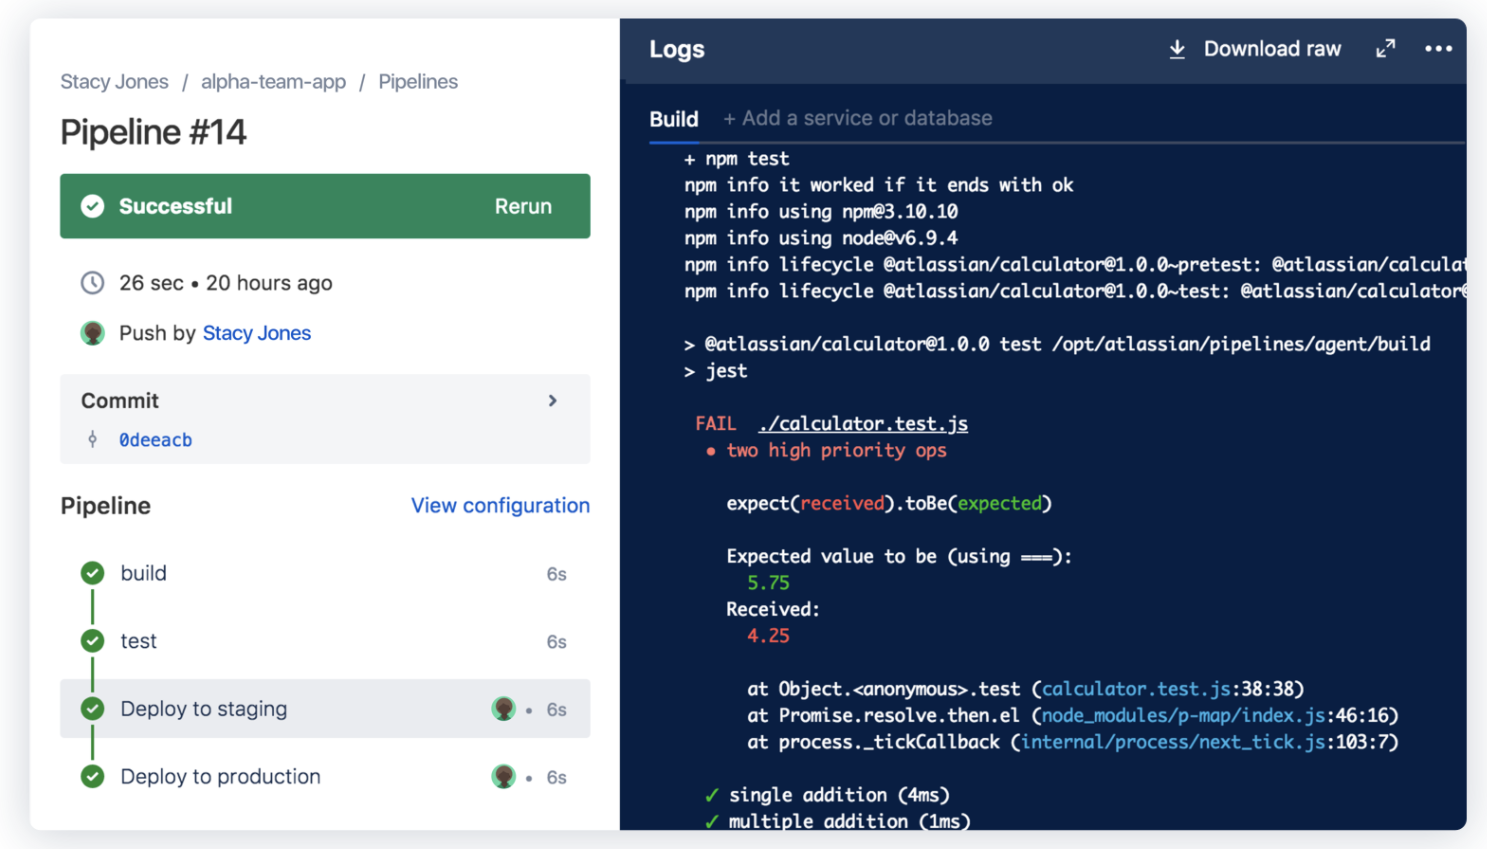 Stacy Jones / alpha-team-app / Pipelines
Pipeline #14
Successful Rerun
26 sec • 20 hours ago
Push by Stacy Jones
Commit
0deeacb
Pipeline View configuration
build 6s
test 6s
Deploy to staging • 6s
Deploy to production • 6s
Logs Download raw
Build + Add a service or database
+ npm test
npm info it worked if it ends with ok
npm info using npm@3.10.10
npm info using node@v6.9.4
npm info lifecycle @atlassian/calculator@1.0.0~pretest: @atlassian/calculat
npm info lifecycle @atlassian/calculator@1.0.0~test: @atlassian/calculator@
> @atlassian/calculator@1.0.0 test /opt/atlassian/pipelines/agent/build
> jest
FAIL ./calculator.test.js
• two high priority ops
expect(received).toBe(expected)
Expected value to be (using ===):
5.75
Received:
4.25
at Object.<anonymous>.test (calculator.test.js:38:38)
at Promise.resolve.then.el (node_modules/p-map/index.js:46:16)
at process._tickCallback (internal/process/next_tick.js:103:7)
✓ single addition (4ms)
✓ multiple addition (1ms)